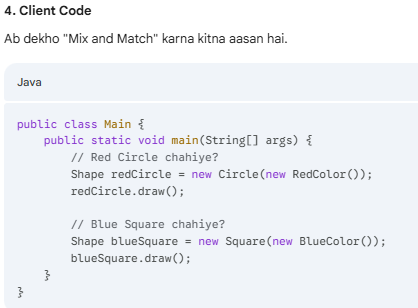 4. Client Code
Ab dekho "Mix and Match" karna kitna aasan hai.
Java
public class Main {
    public static void main(String[] args) {
        // Red Circle chahiye?
        Shape redCircle = new Circle(new RedColor());
        redCircle.draw();

        // Blue Square chahiye?
        Shape blueSquare = new Square(new BlueColor());
        blueSquare.draw();
    }
}